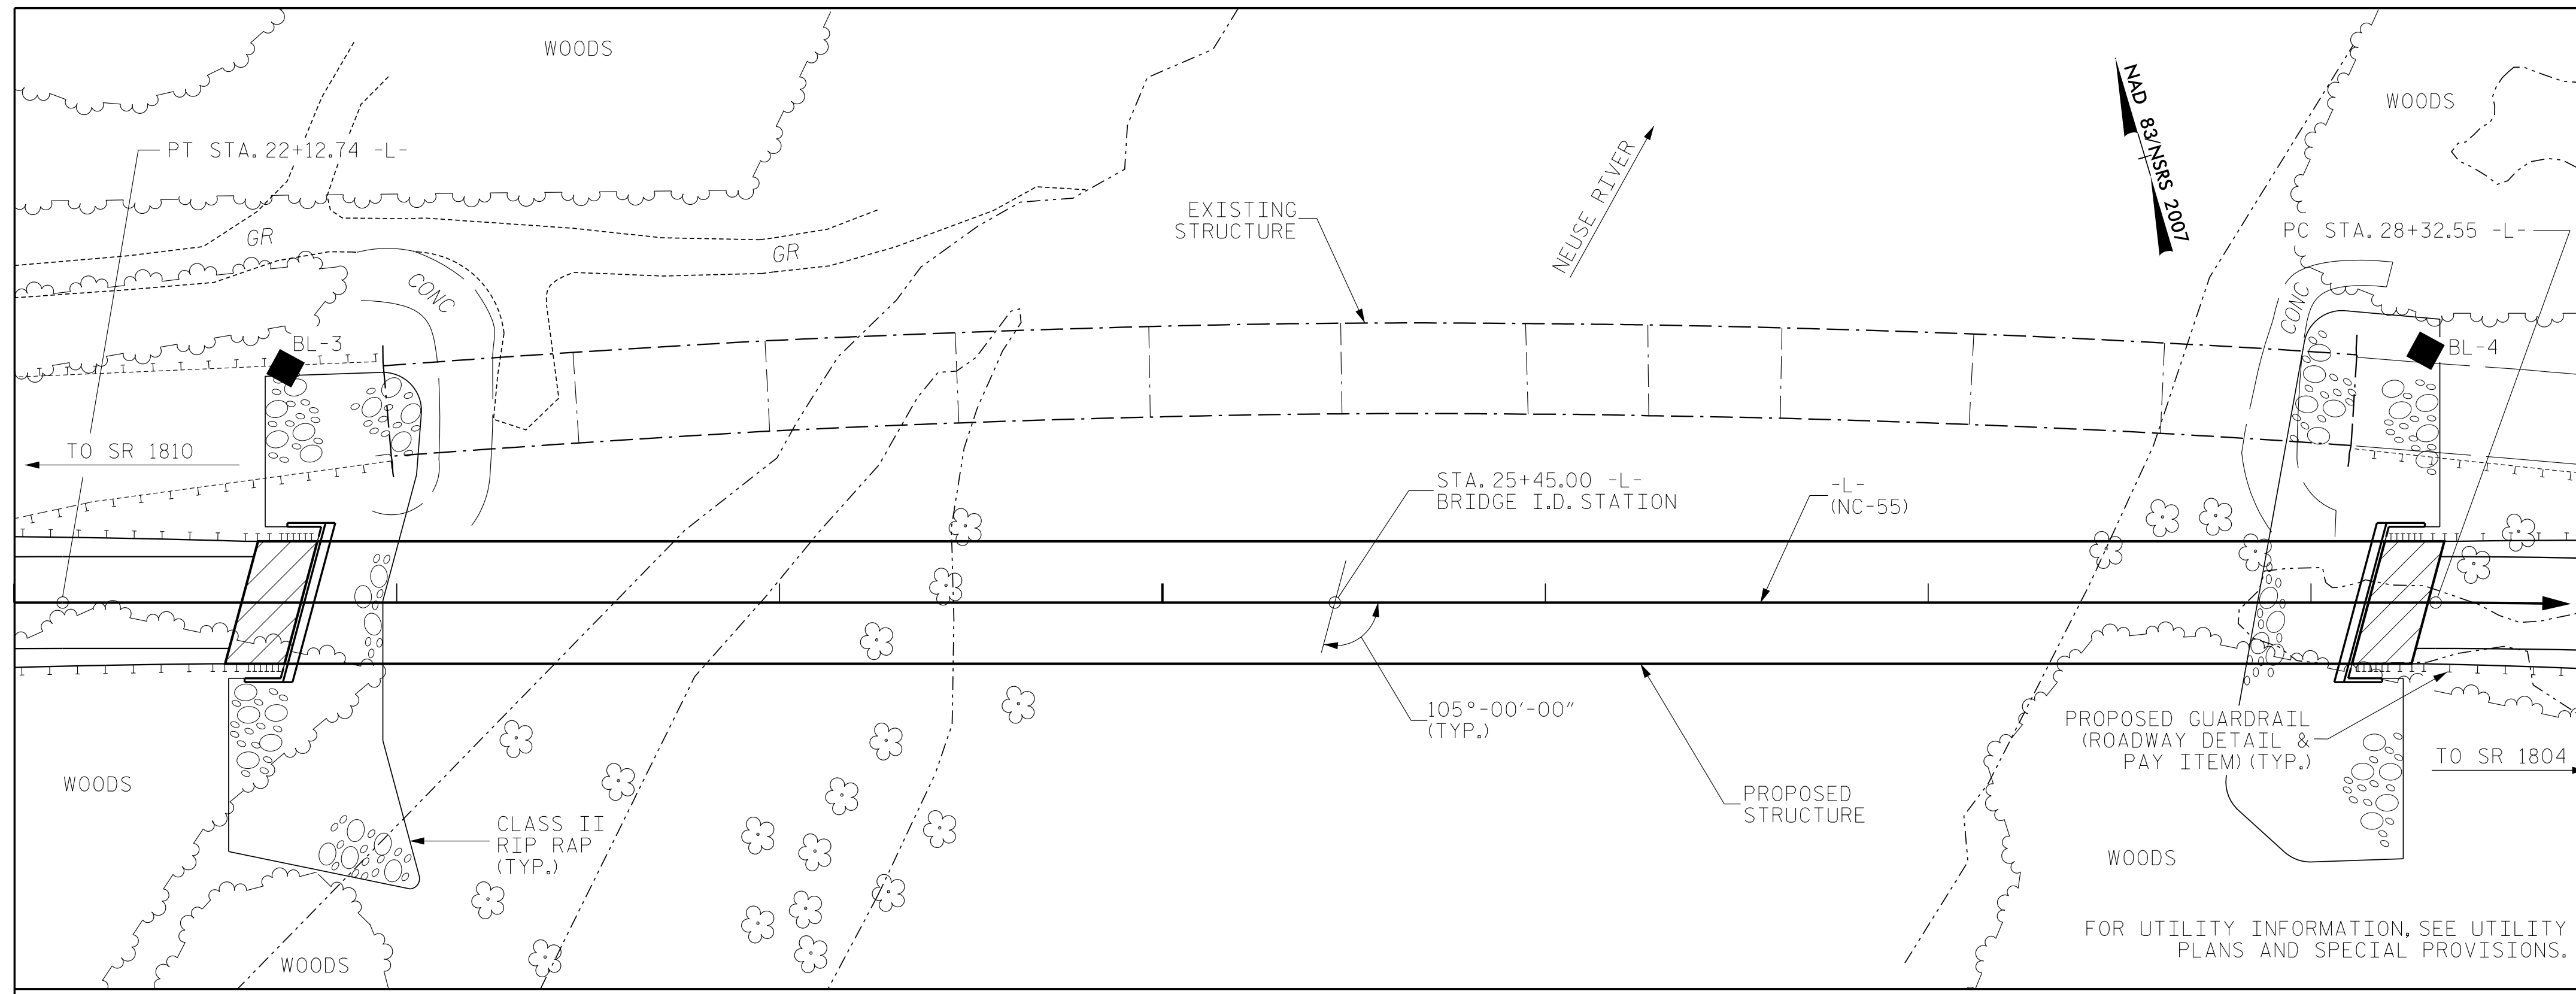 WOODS
WOODS
NAD 83/NSRS 2007
PT STA. 22+12.74 -L-
NEUSE RIVER
EXISTING
STRUCTURE
PC STA. 28+32.55 -L-
GR
GR
CONC
CONC
BL-3
BL-4
TO SR 1810
STA. 25+45.00 -L-
BRIDGE I.D. STATION
-L-
(NC-55)
105°-00'-00"
(TYP.)
PROPOSED GUARDRAIL
(ROADWAY DETAIL &
PAY ITEM) (TYP.)
TO SR 1804
WOODS
PROPOSED
STRUCTURE
CLASS II
RIP RAP
(TYP.)
WOODS
WOODS
FOR UTILITY INFORMATION, SEE UTILITY
PLANS AND SPECIAL PROVISIONS.